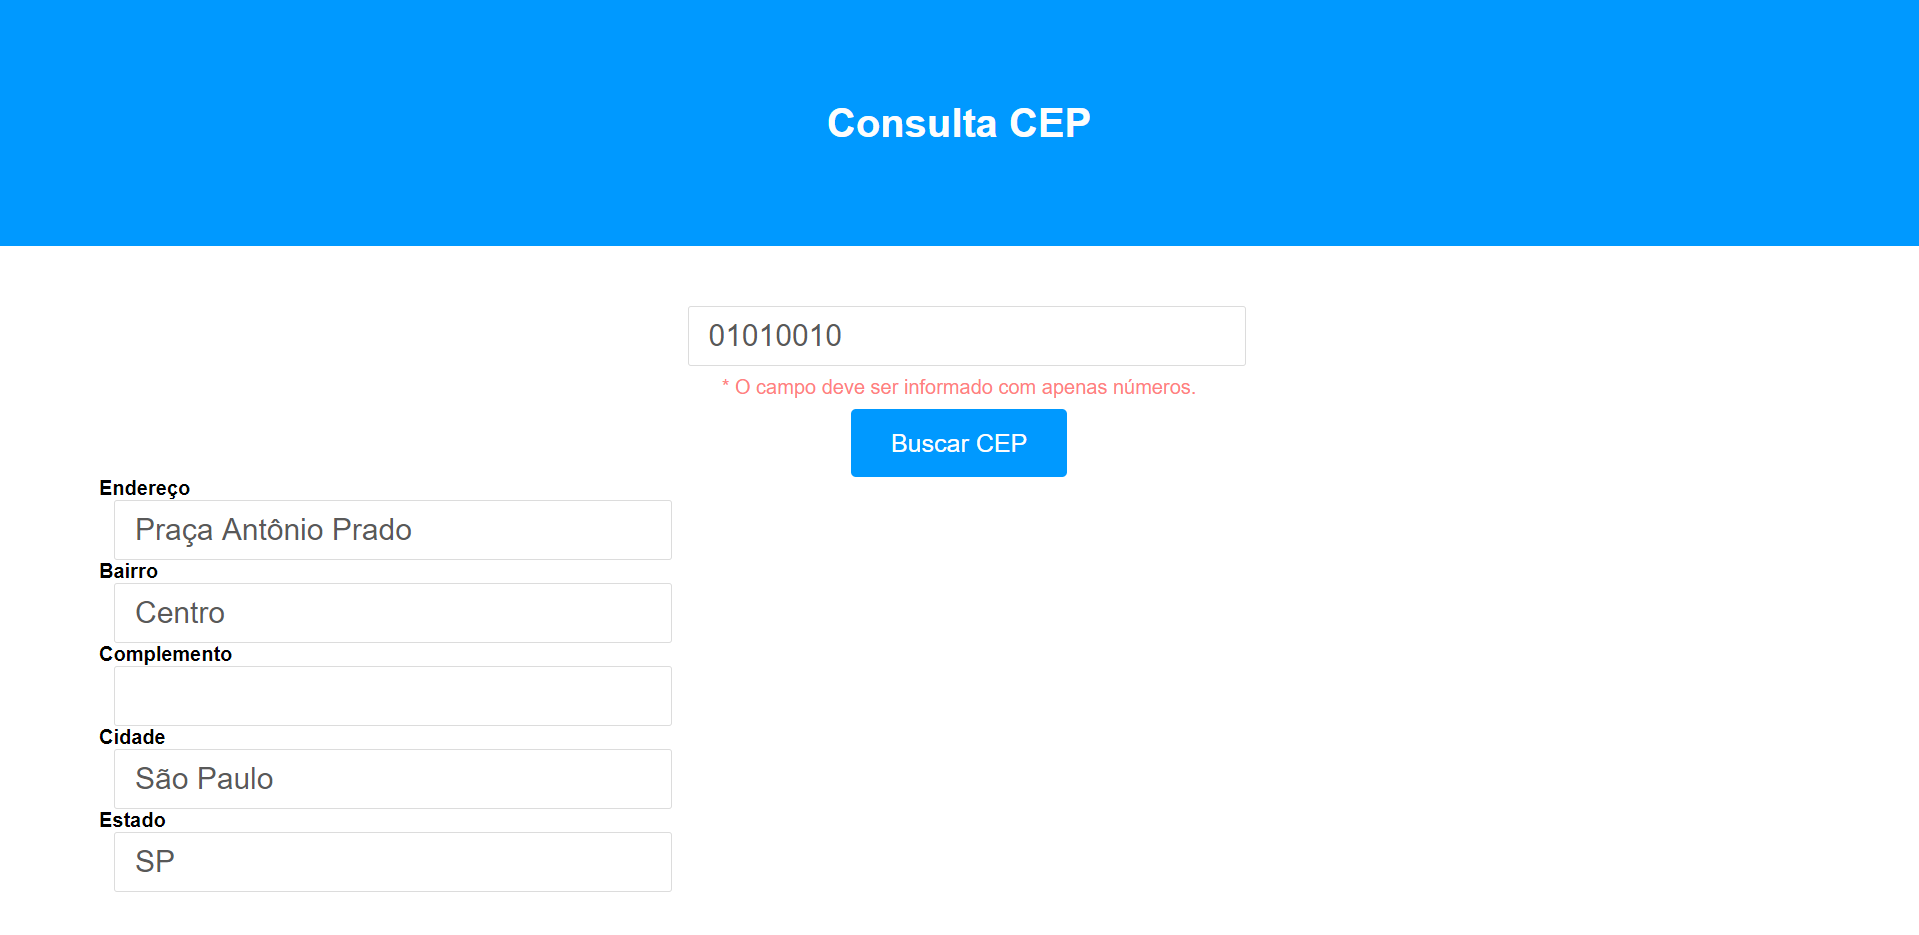 Consulta CEP
01010010
* O campo deve ser informado com apenas números.
Buscar CEP
Endereço
Praça Antônio Prado
Bairro
Centro
Complemento
Cidade
São Paulo
Estado
SP